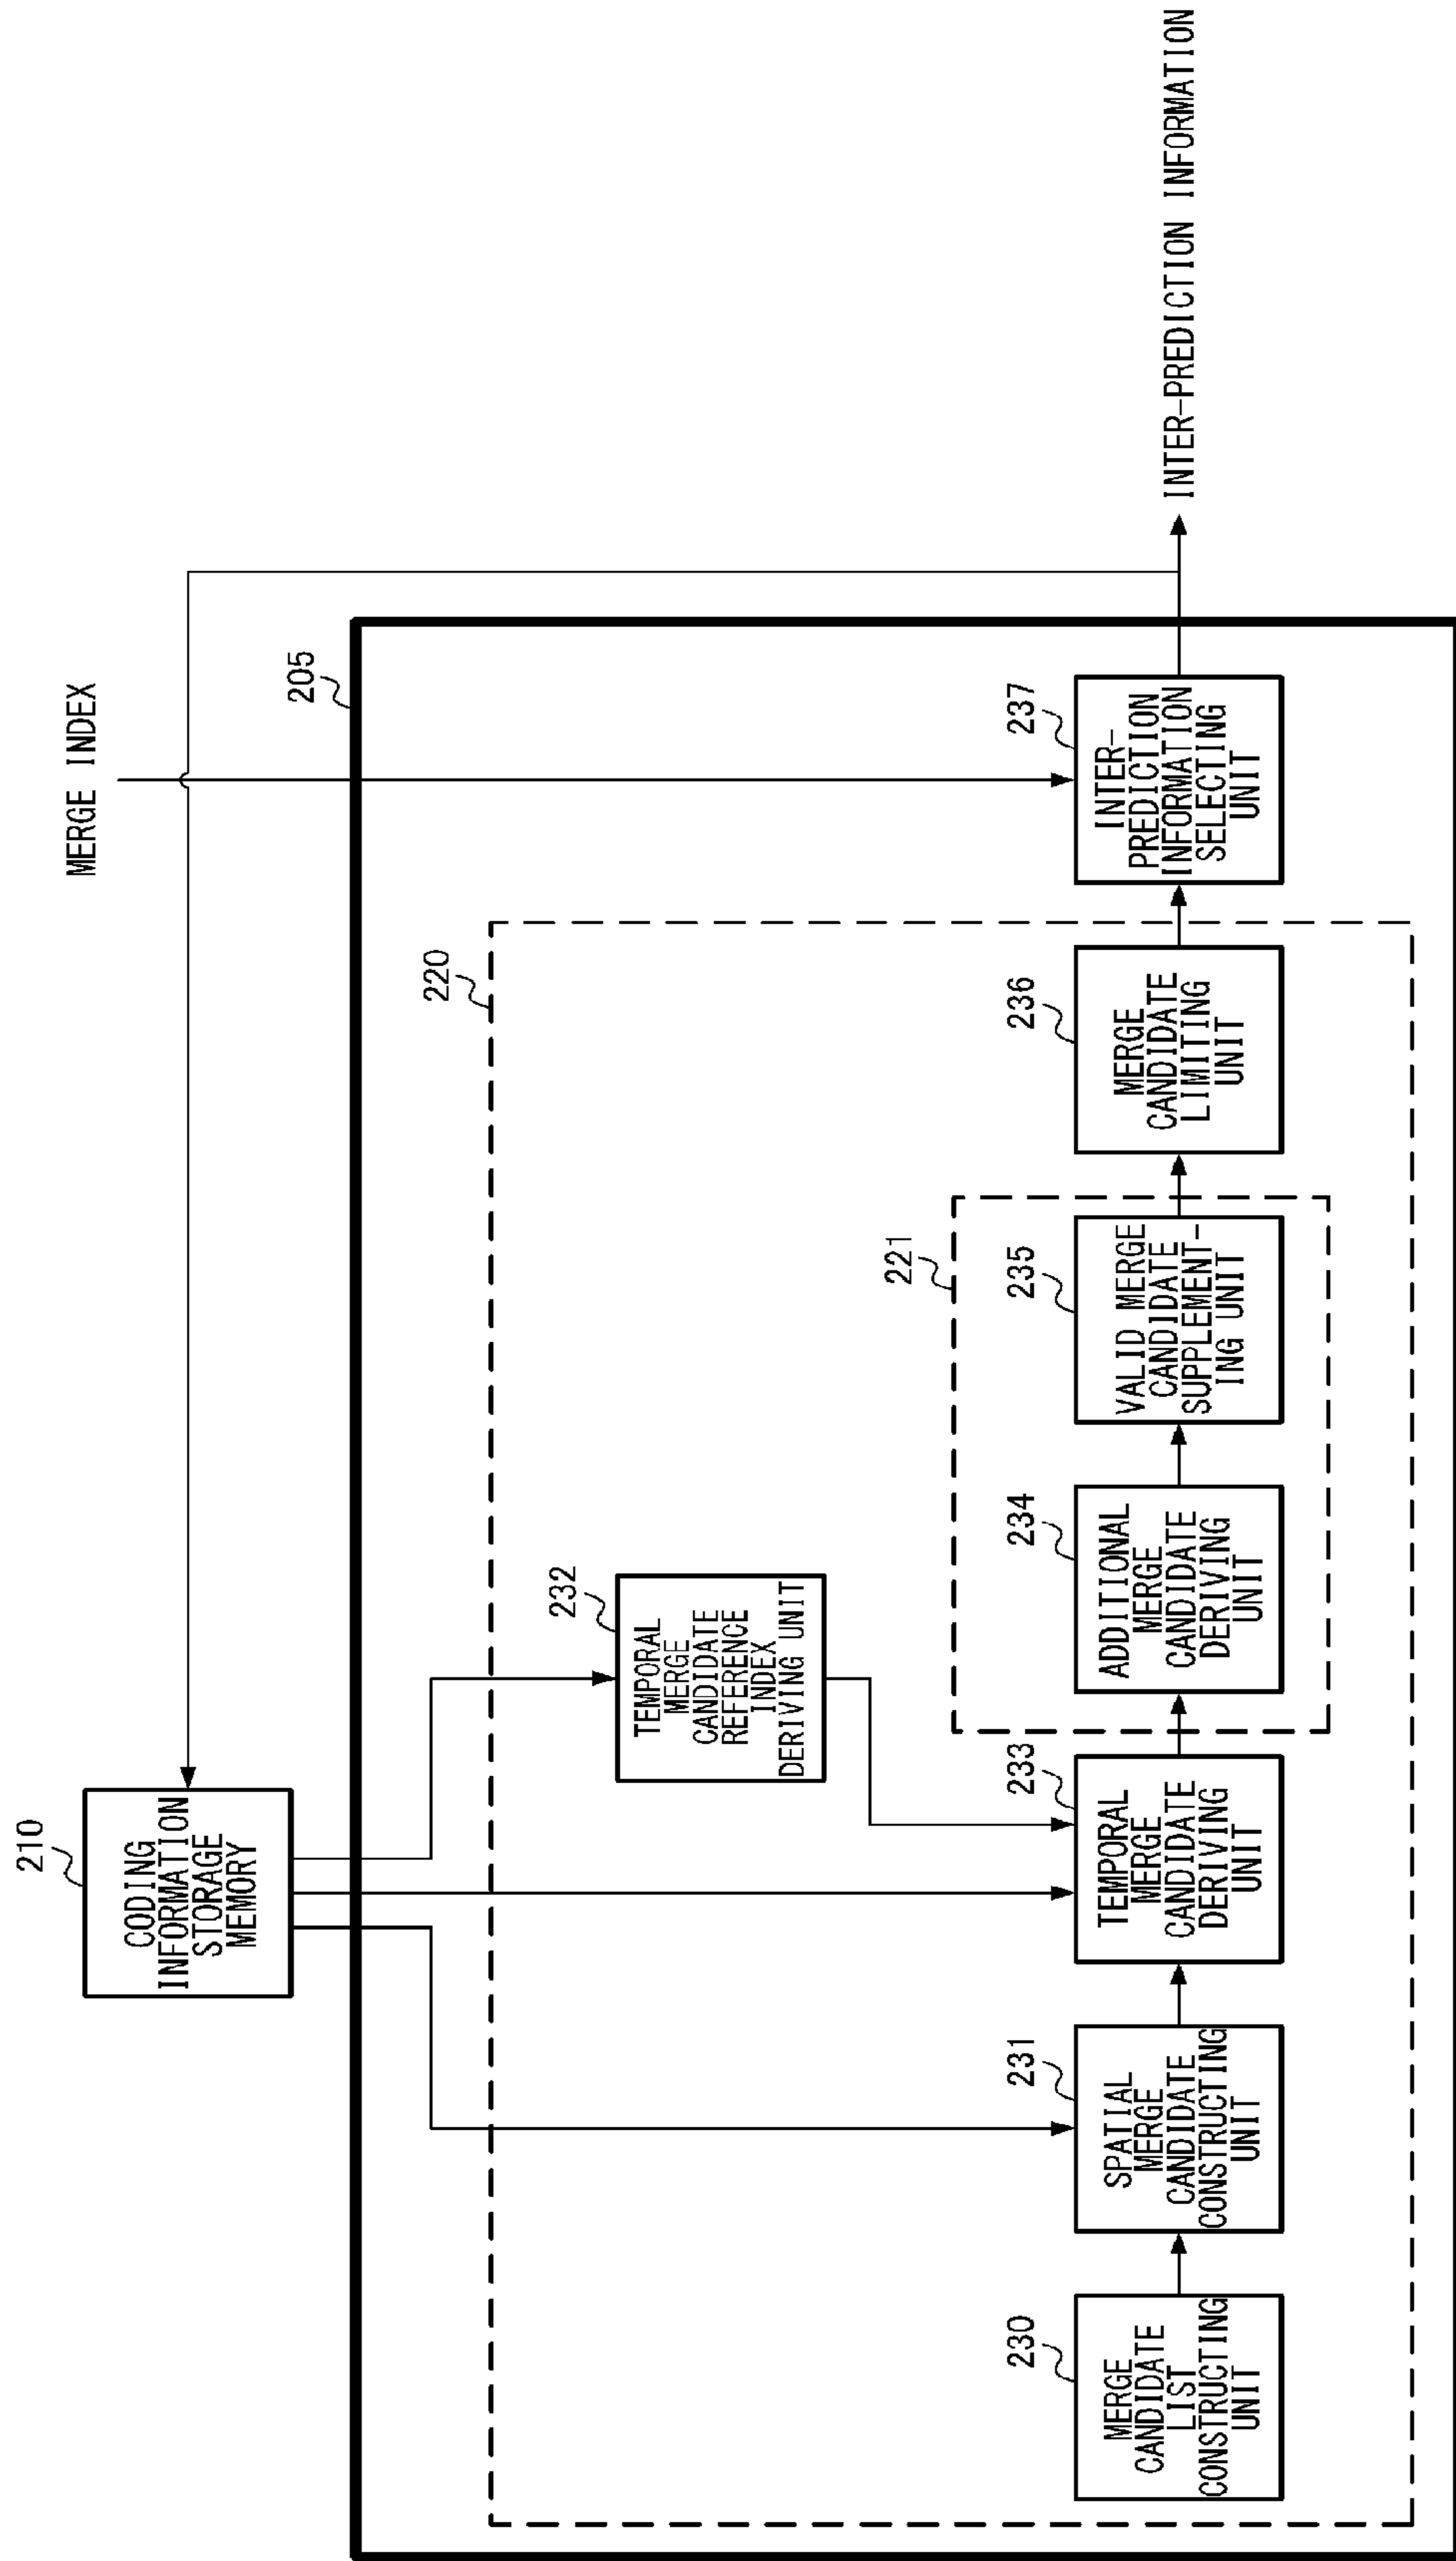 MERGE INDEX
210
CODING
INFORMATION
STORAGE
MEMORY
205
220
232
TEMPORAL
MERGE
CANDIDATE
REFERENCE
INDEX
DERIVING UNIT
221
230
MERGE
CANDIDATE
LIST
CONSTRUCTING
UNIT
231
SPATIAL
MERGE
CANDIDATE
CONSTRUCTING
UNIT
233
TEMPORAL
MERGE
CANDIDATE
DERIVING
UNIT
234
ADDITIONAL
MERGE
CANDIDATE
DERIVING
UNIT
235
VALID MERGE
CANDIDATE
SUPPLEMENT-
ING UNIT
236
MERGE
CANDIDATE
LIMITING
UNIT
237
INTER-
PREDICTION
INFORMATION
SELECTING
UNIT
INTER-PREDICTION INFORMATION